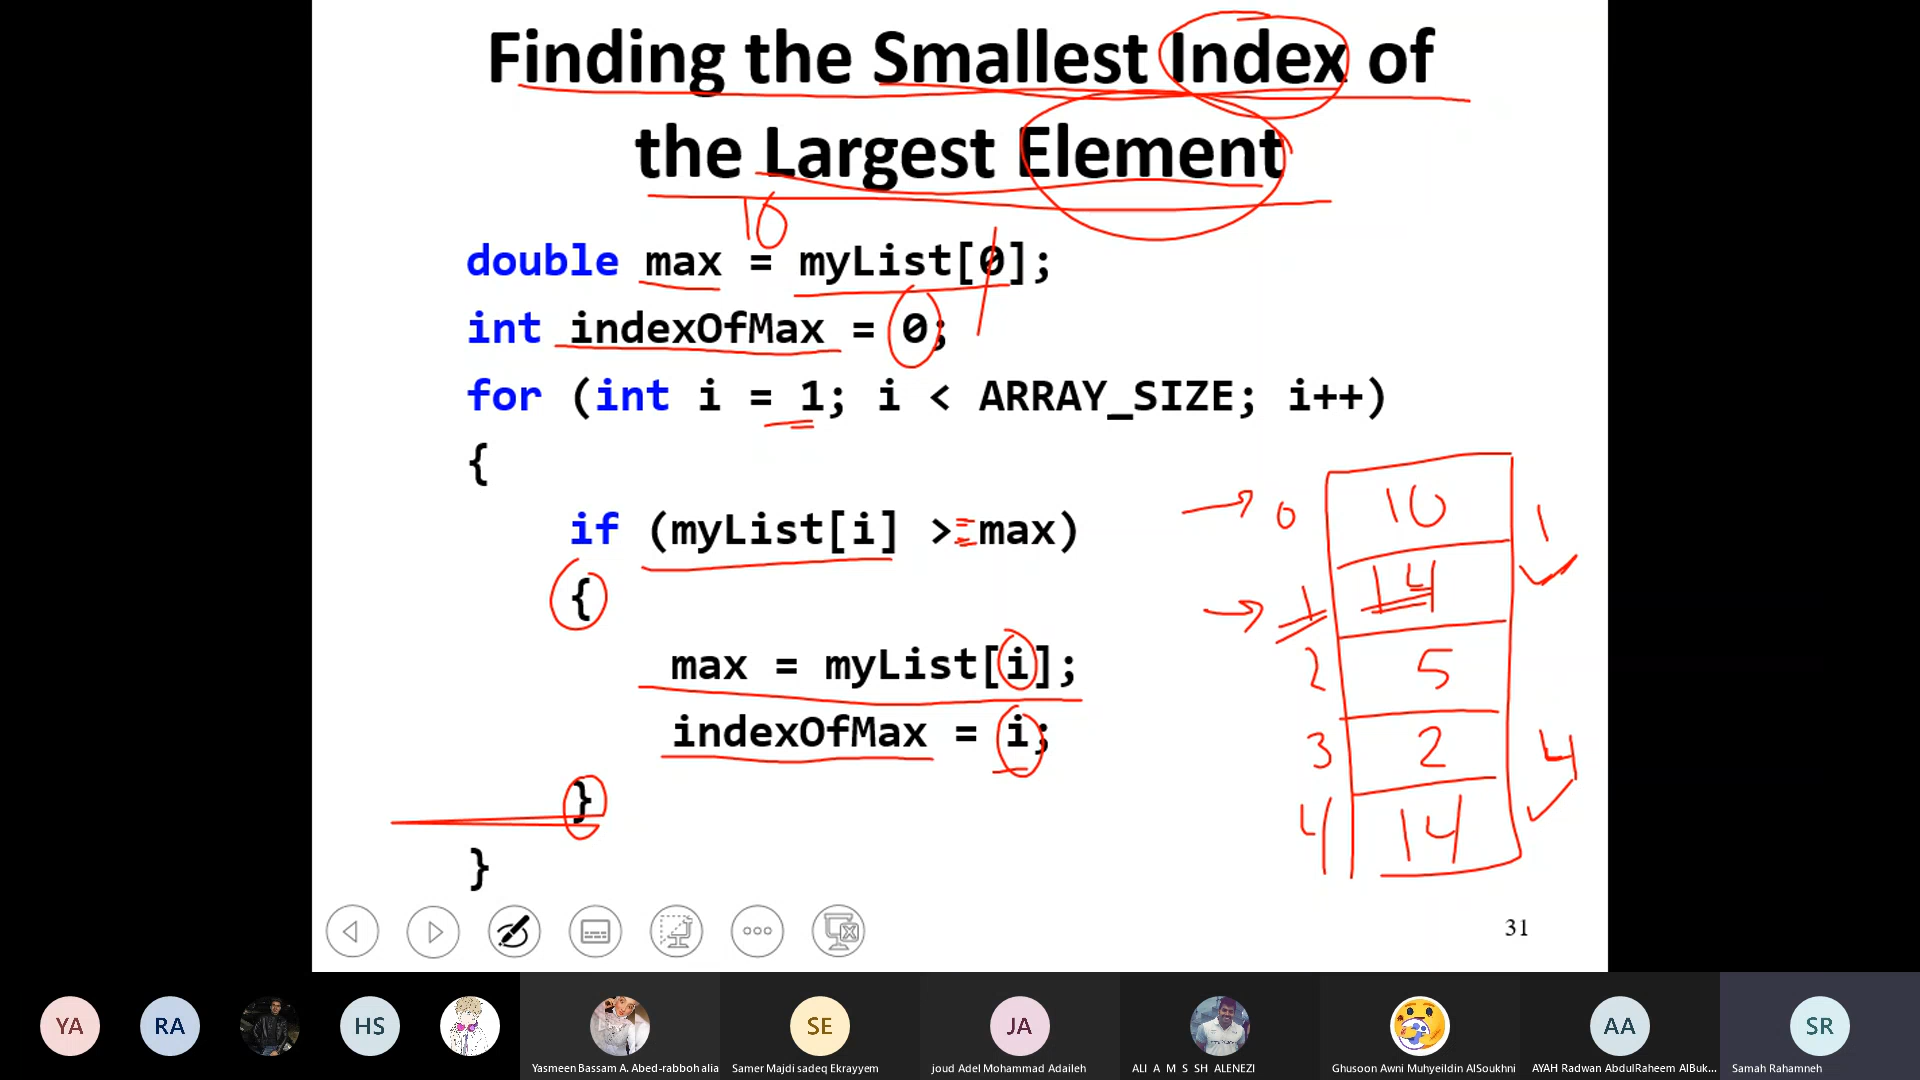 Finding the Smallest Index of
the Largest Element
10
double max = myList[0];
int indexOfMax = 0;
for (int i = 1; i < ARRAY_SIZE; i++)
{
if (myList[i] >= max)
{
max = myList[i];
indexOfMax = i;
}
}
0 10 1
1 14
2 5
3 2 4
4 14
31
YA
RA
HS
SE
JA
AA
SR
Yasmeen Bassam A. Abed-rabboh alia
Samer Majdi sadeq Ekrayyem
joud Adel Mohammad Adaileh
ALI A M S SH ALENEZI
Ghusoon Awni Muhyeildin AlSoukhni
AYAH Radwan AbdulRaheem AlBuk...
Samah Rahamneh